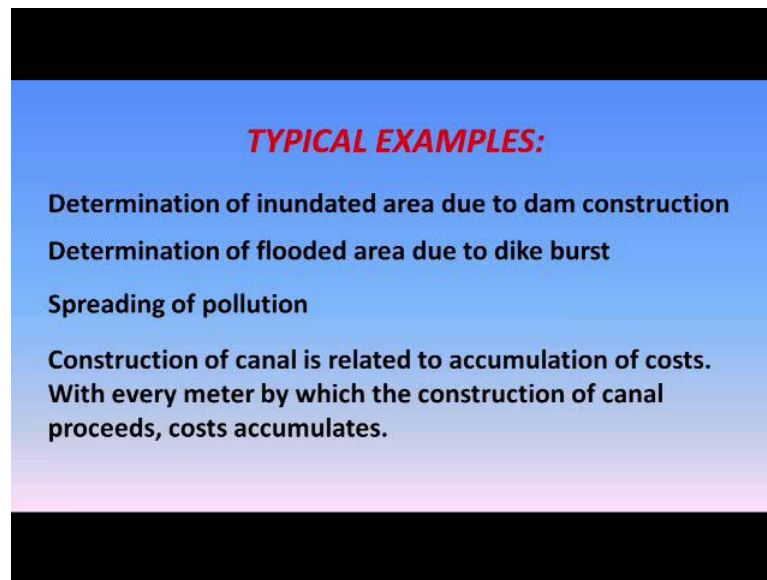 TYPICAL EXAMPLES:
Determination of inundated area due to dam construction
Determination of flooded area due to dike burst
Spreading of pollution
Construction of canal is related to accumulation of costs.
With every meter by which the construction of canal
proceeds, costs accumulates.